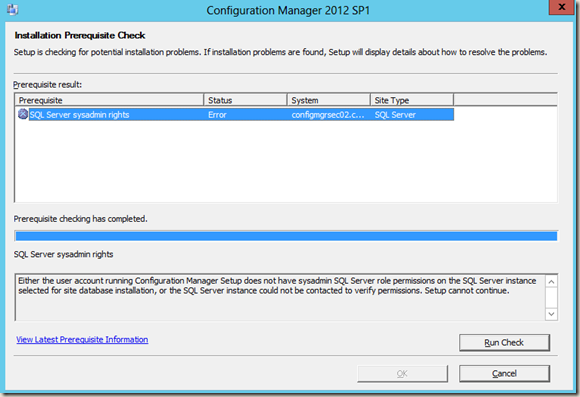 Configuration Manager 2012 SP1
Installation Prerequisite Check
Setup is checking for potential installation problems. If installation problems are found, Setup will display details about how to resolve the problems.
Prerequisite result:
Prerequisite Status System Site Type
SQL Server sysadmin rights Error configmgrsec02.c... SQL Server
Prerequisite checking has completed.
SQL Server sysadmin rights
Either the user account running Configuration Manager Setup does not have sysadmin SQL Server role permissions on the SQL Server instance
selected for site database installation, or the SQL Server instance could not be contacted to verify permissions. Setup cannot continue.
View Latest Prerequisite Information
Run Check
OK
Cancel